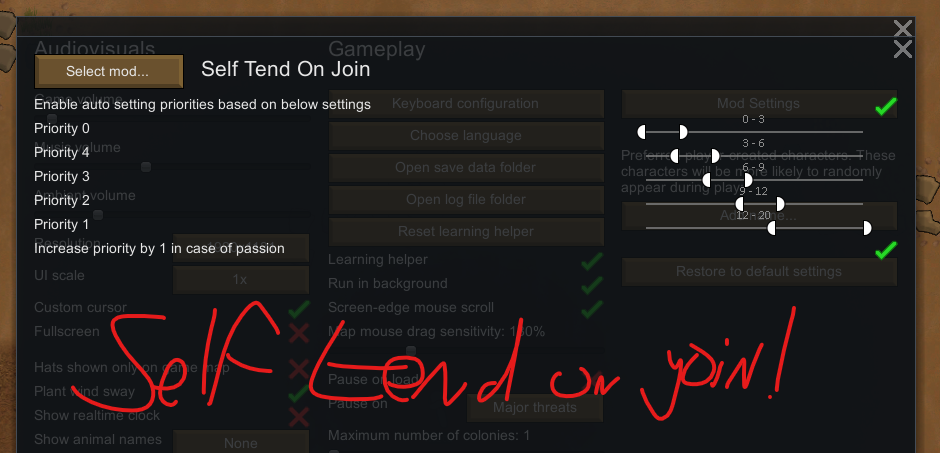 Audiovisuals
Gameplay
Select mod...
Self Tend On Join
Game volume
Enable auto setting priorities based on below settings
Keyboard configuration
Mod Settings
0 - 3
Priority 0
Choose language
Music volume
3 - 6
Priority 4
Preferred player-created characters. These
characters will be more likely to randomly
appear during play.
Open save data folder
6 - 9
Priority 3
Ambient volume
9 - 12
Priority 2
Open log file folder
12 - 20
Add name...
Priority 1
Reset learning helper
Resolution
Increase priority by 1 in case of passion
Learning helper
UI scale
1x
Run in background
Restore to default settings
Custom cursor
Screen-edge mouse scroll
Fullscreen
Map mouse drag sensitivity:
Hats shown only on game map
Pause on load
Plant wind sway
Pause on
Major threats
Show realtime clock
Show animal names
None
Maximum number of colonies: 1
Self tend on join!